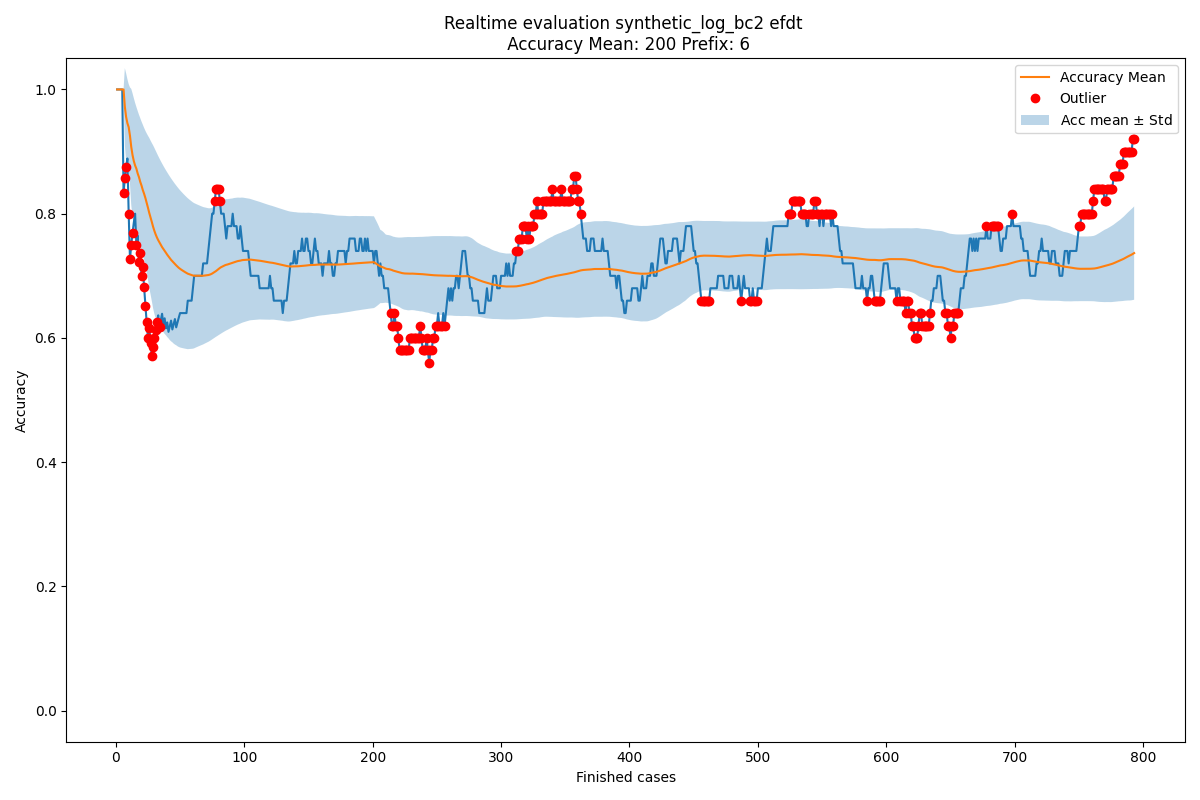 Realtime evaluation synthetic_log_bc2 efdt
Accuracy Mean: 200 Prefix: 6
Accuracy Mean
Outlier
Acc mean ± Std
1.0
0.8
0.6
0.4
0.2
0.0
Accuracy
0 100 200 300 400 500 600 700 800
Finished cases